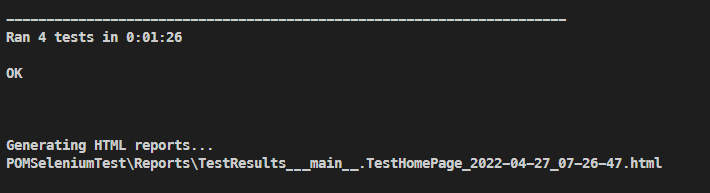 ----------------------------------------------------------------------
Ran 4 tests in 0:01:26
OK
Generating HTML reports...
POMSeleniumTest\Reports\TestResults___main__.TestHomePage_2022-04-27_07-26-47.html